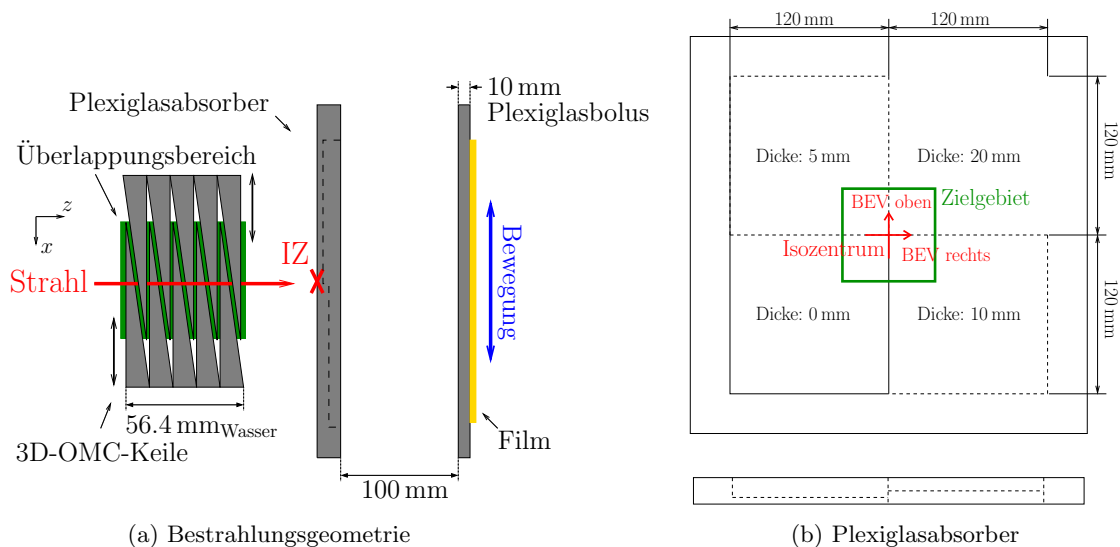 10 mm
Plexiglasbolus
Plexiglasabsorber
Überlappungsbereich
z
x
IZ
Strahl
Bewegung
56.4 mmWasser
3D-OMC-Keile
Film
100 mm
(a) Bestrahlungsgeometrie
120 mm
120 mm
120 mm
120 mm
Dicke: 5 mm
Dicke: 20 mm
Zielgebiet
BEV oben
Isozentrum
BEV rechts
Dicke: 0 mm
Dicke: 10 mm
(b) Plexiglasabsorber